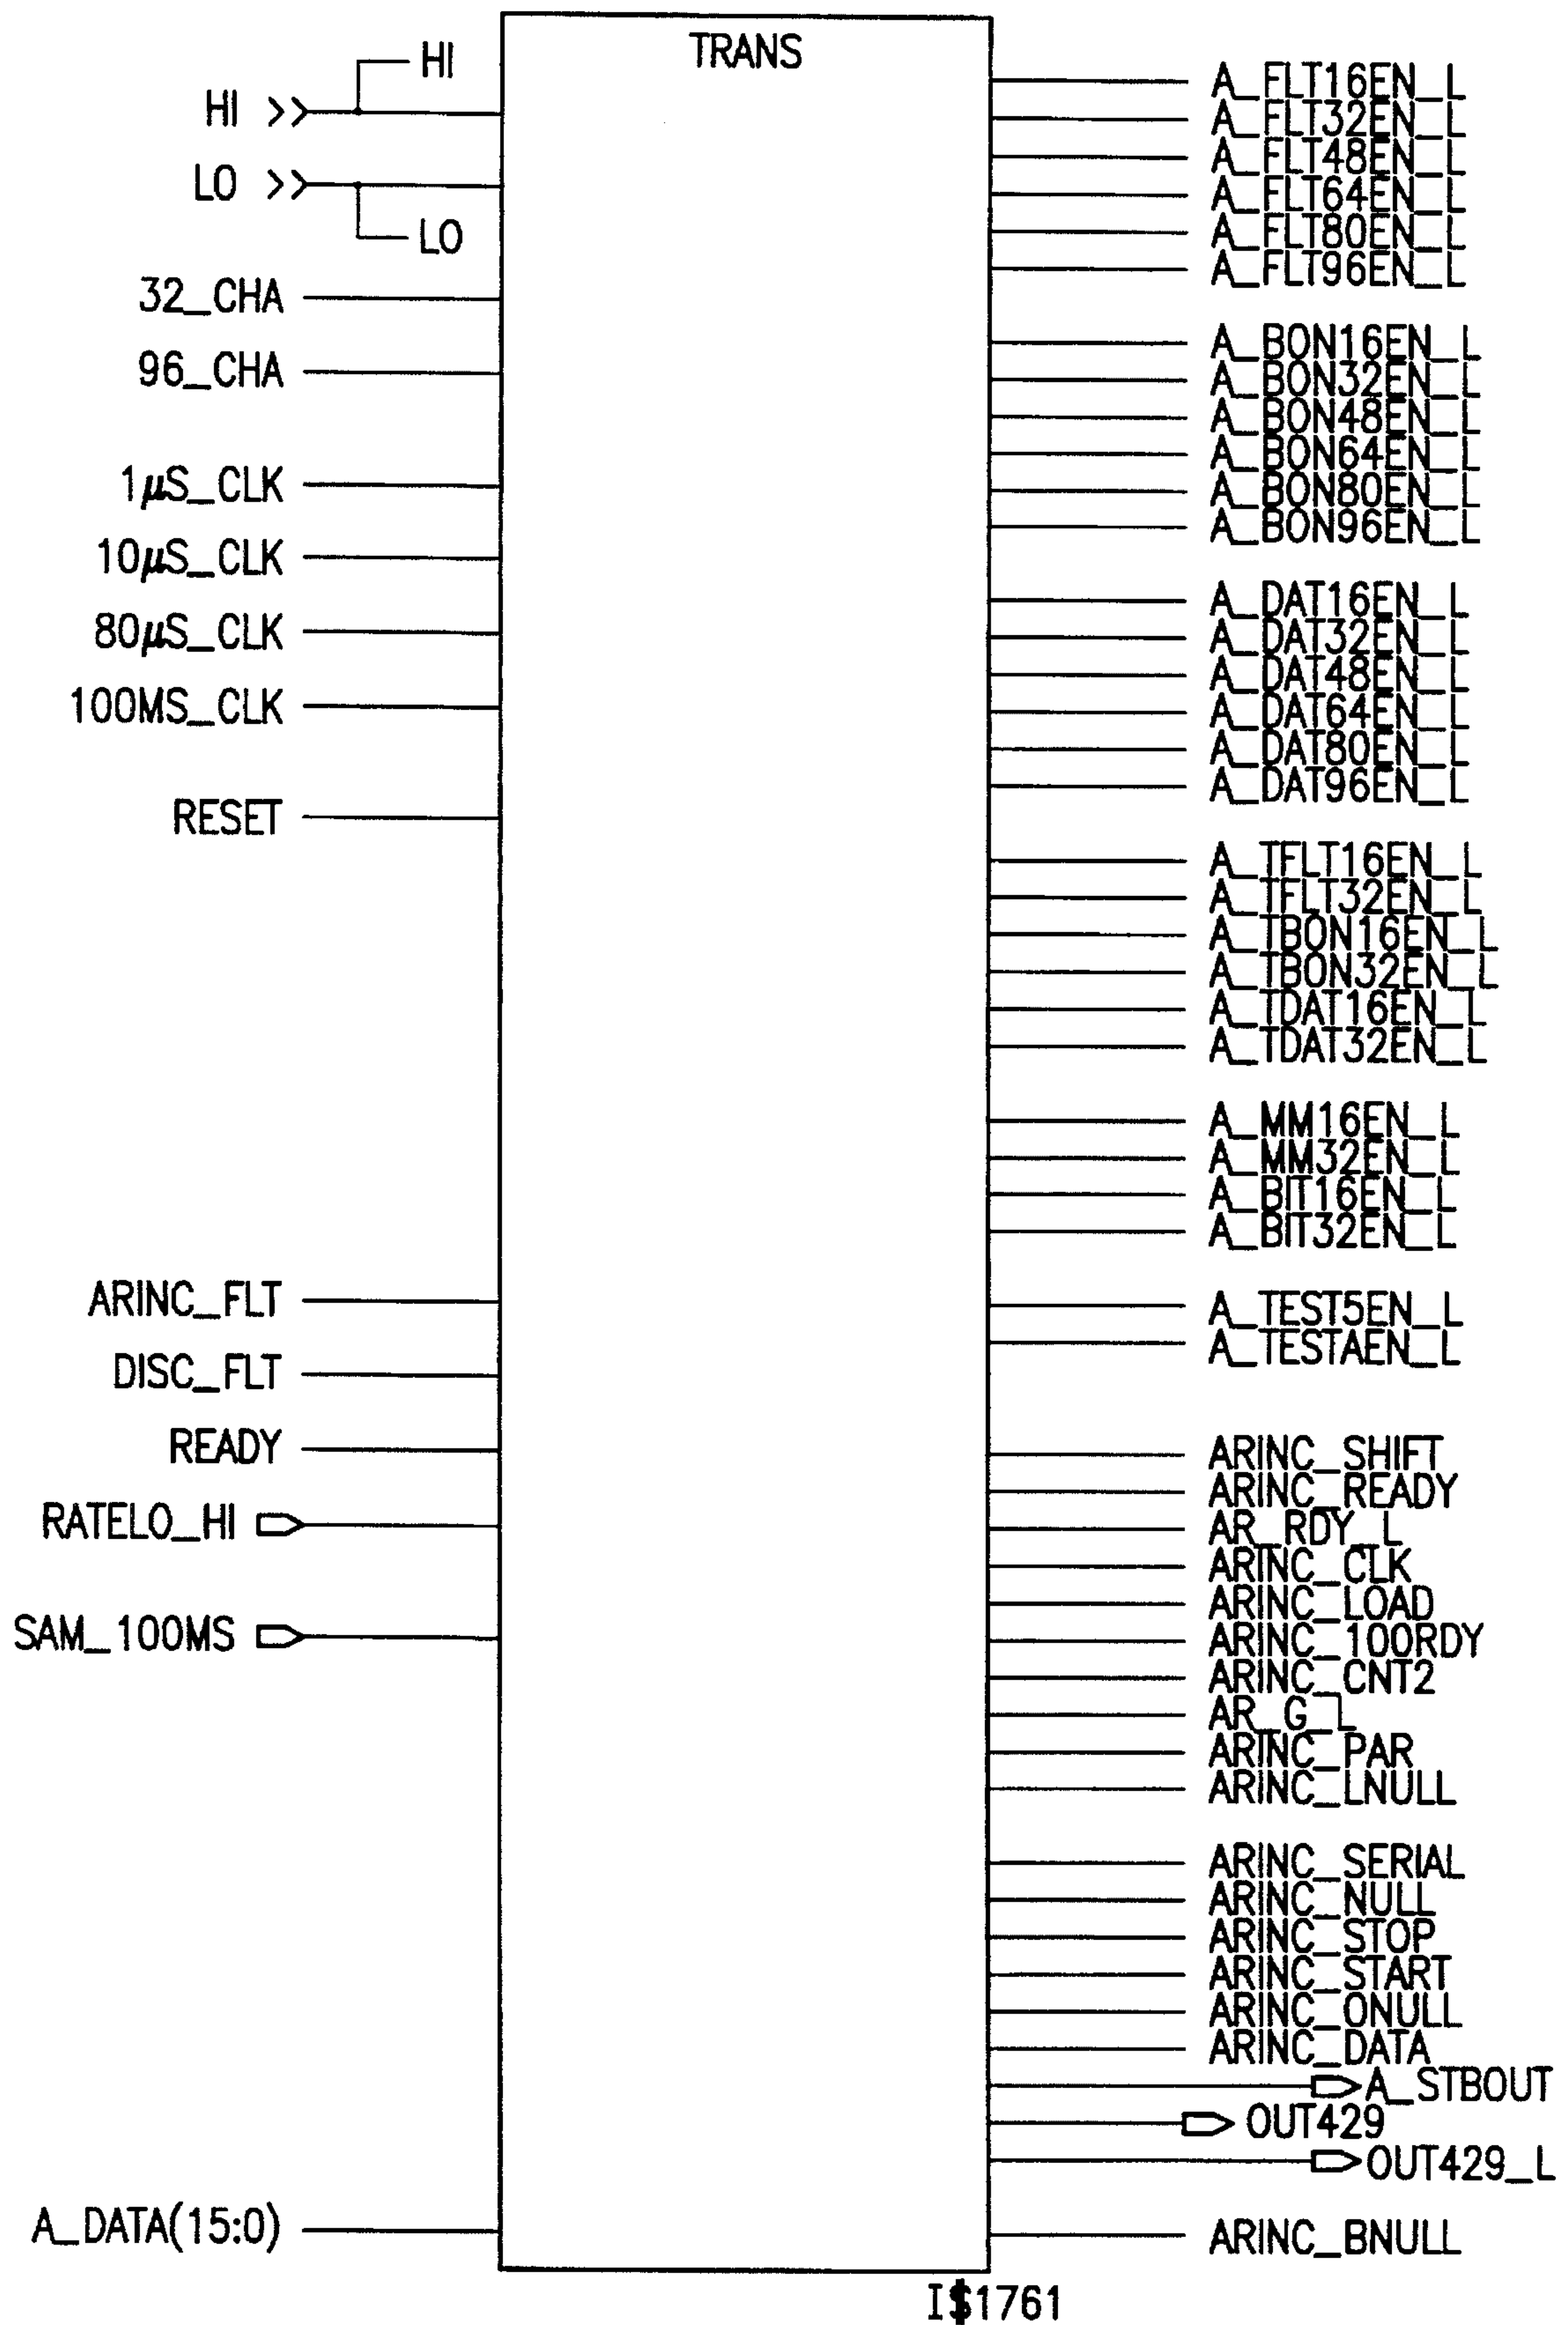 TRANS
HI
HI
LO
LO
32_CHA
96_CHA
1µS_CLK
10µS_CLK
80µS_CLK
100MS_CLK
RESET
ARINC_FLT
DISC_FLT
READY
RATELO_HI
SAM_100MS
A_DATA(15:0)
A_FLT16EN_L
A_FLT32EN_L
A_FLT48EN_L
A_FLT64EN_L
A_FLT80EN_L
A_FLT96EN_L
A_BON16EN_L
A_BON32EN_L
A_BON48EN_L
A_BON64EN_L
A_BON80EN_L
A_BON96EN_L
A_DAT16EN_L
A_DAT32EN_L
A_DAT48EN_L
A_DAT64EN_L
A_DAT80EN_L
A_DAT96EN_L
A_TFLT16EN_L
A_TFLT32EN_L
A_TBON16EN_L
A_TBON32EN_L
A_TDAT16EN_L
A_TDAT32EN_L
A_MM16EN_L
A_MM32EN_L
A_BIT16EN_L
A_BIT32EN_L
A_TEST5EN_L
A_TESTAEN_L
ARINC_SHIFT
ARINC_READY
AR_RDY_L
ARINC_CLK
ARINC_LOAD
ARINC_100RDY
ARINC_CNT2
AR_G_L
ARINC_PAR
ARINC_LNULL
ARINC_SERIAL
ARINC_NULL
ARINC_STOP
ARINC_START
ARINC_ONULL
ARINC_DATA
A_STBOUT
OUT429
OUT429_L
ARINC_BNULL
I$1761